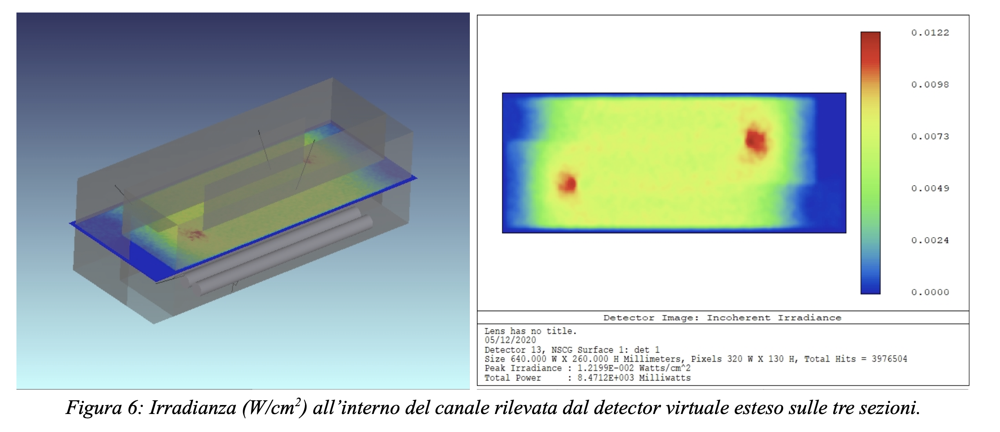 0.0122
0.0098
0.0073
0.0049
0.0024
0.0000
Detector Image: Incoherent Irradiance
Lens has no title.
05/12/2020
Detector 13, NSCG Surface 1: det 1
Size 640.000 W X 260.000 H Millimeters, Pixels 320 W X 130 H, Total Hits = 3976504
Peak Irradiance : 1.2199E-002 Watts/cm^2
Total Power     : 8.4712E+003 Milliwatts
Figura 6: Irradianza (W/cm²) all’interno del canale rilevata dal detector virtuale esteso sulle tre sezioni.